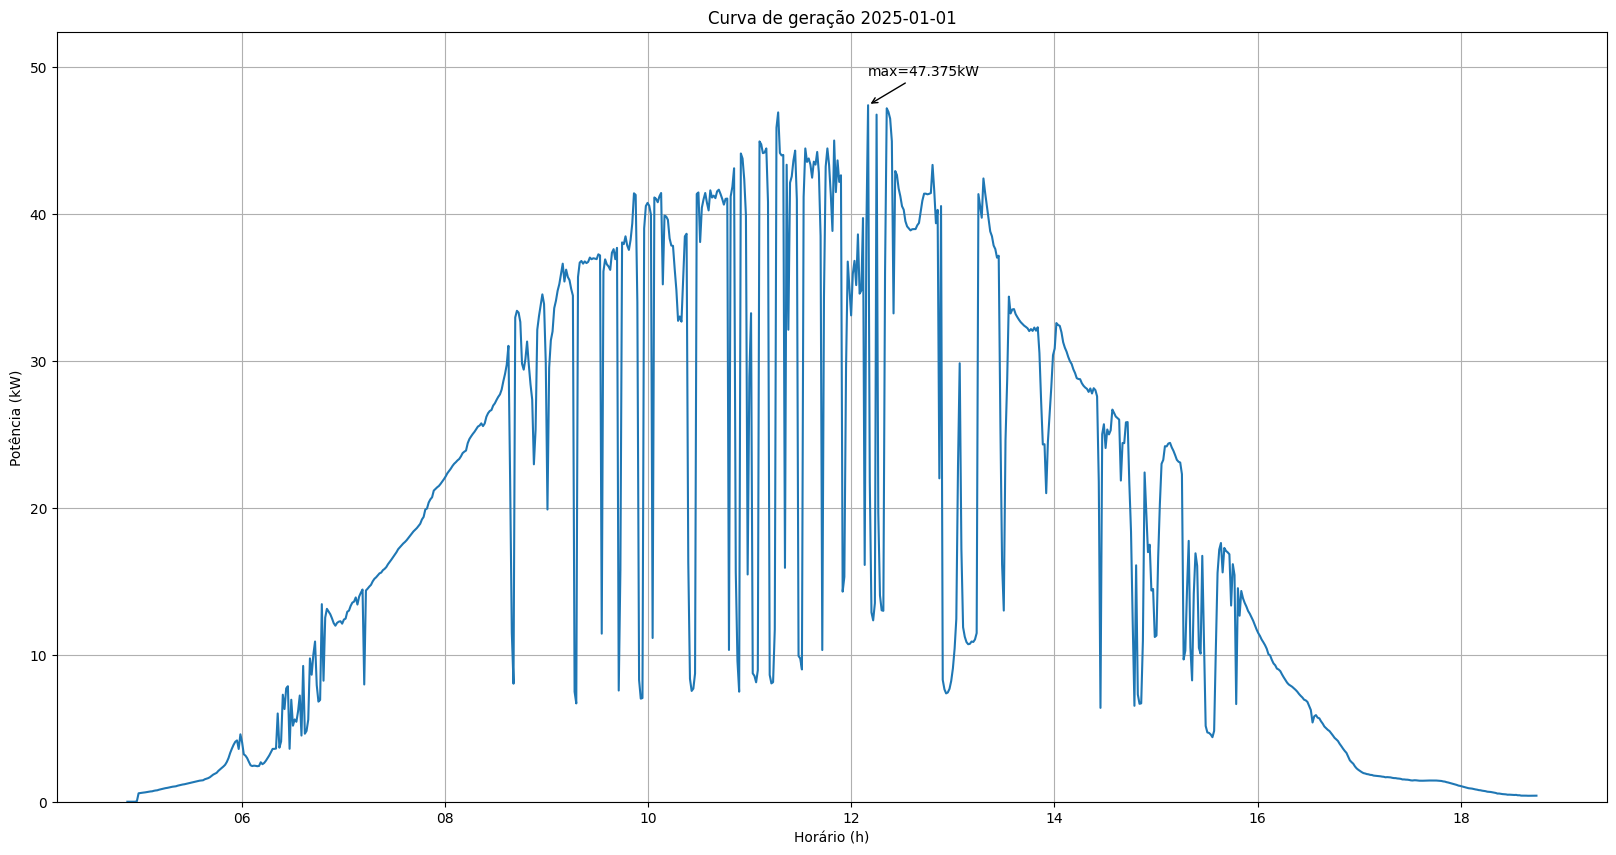 Curva de geração 2025-01-01
max=47.375kW
Potência (kW)
50
40
30
20
10
0
06 08 10 12 14 16 18
Horário (h)